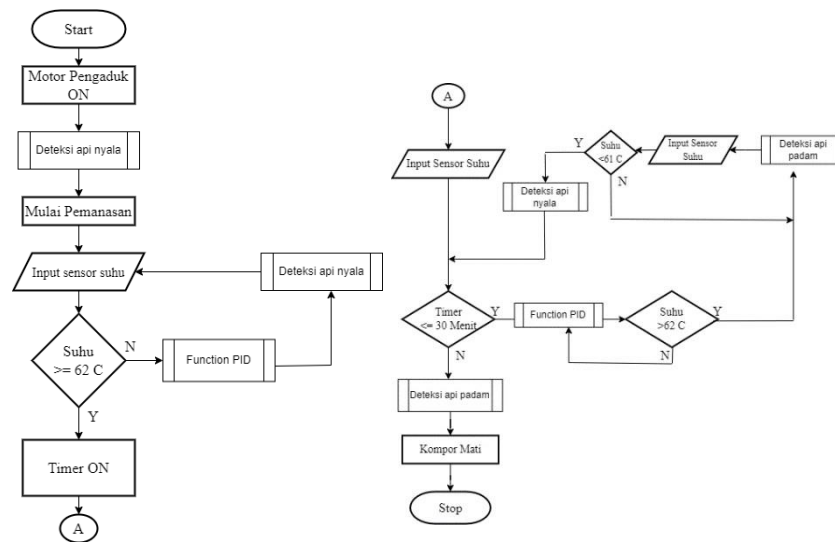 Start
Motor Pengaduk
ON
Deteksi api nyala
Mulai Pemanasan
Input sensor suhu
Deteksi api nyala
Suhu
>= 62 C
N
Function PID
Y
Timer ON
A
A
Input Sensor Suhu
Y
Suhu
<61 C
N
Input Sensor
Suhu
Deteksi api
padam
Deteksi api
nyala
Timer
<= 30 Menit
Y
Function PID
Suhu
>62 C
Y
N
N
Deteksi api padam
Kompor Mati
Stop